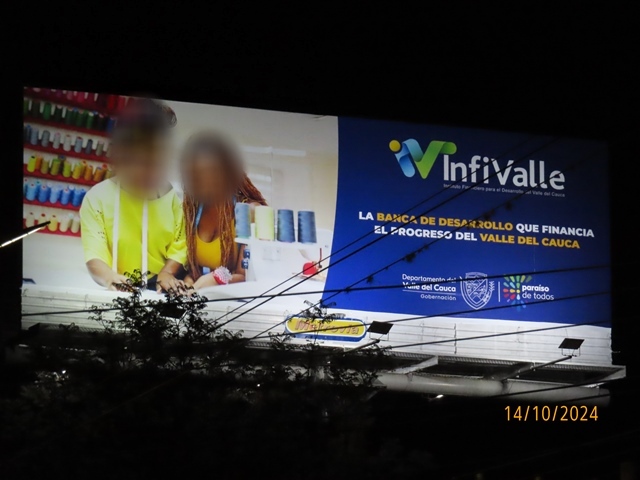 InfiValle
Instituto Financiero para el Desarrollo del Valle del Cauca
LA BANCA DE DESARROLLO QUE FINANCIA
EL PROGRESO DEL VALLE DEL CAUCA
Departamento del
Valle del Cauca
Gobernación
paraíso
de todos
14/10/2024